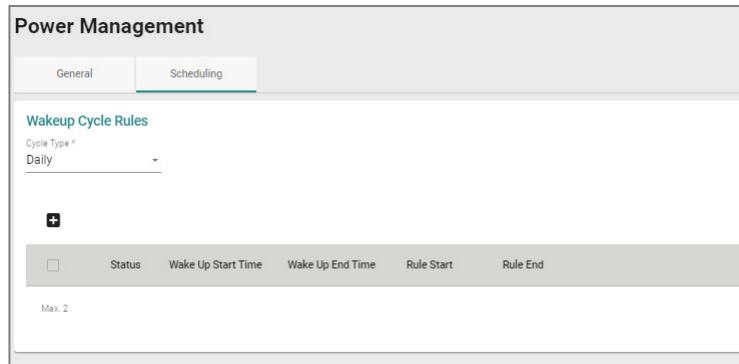 Power Management
General Scheduling
Wakeup Cycle Rules
Cycle Type *
Daily
Status Wake Up Start Time Wake Up End Time Rule Start Rule End
Max. 2